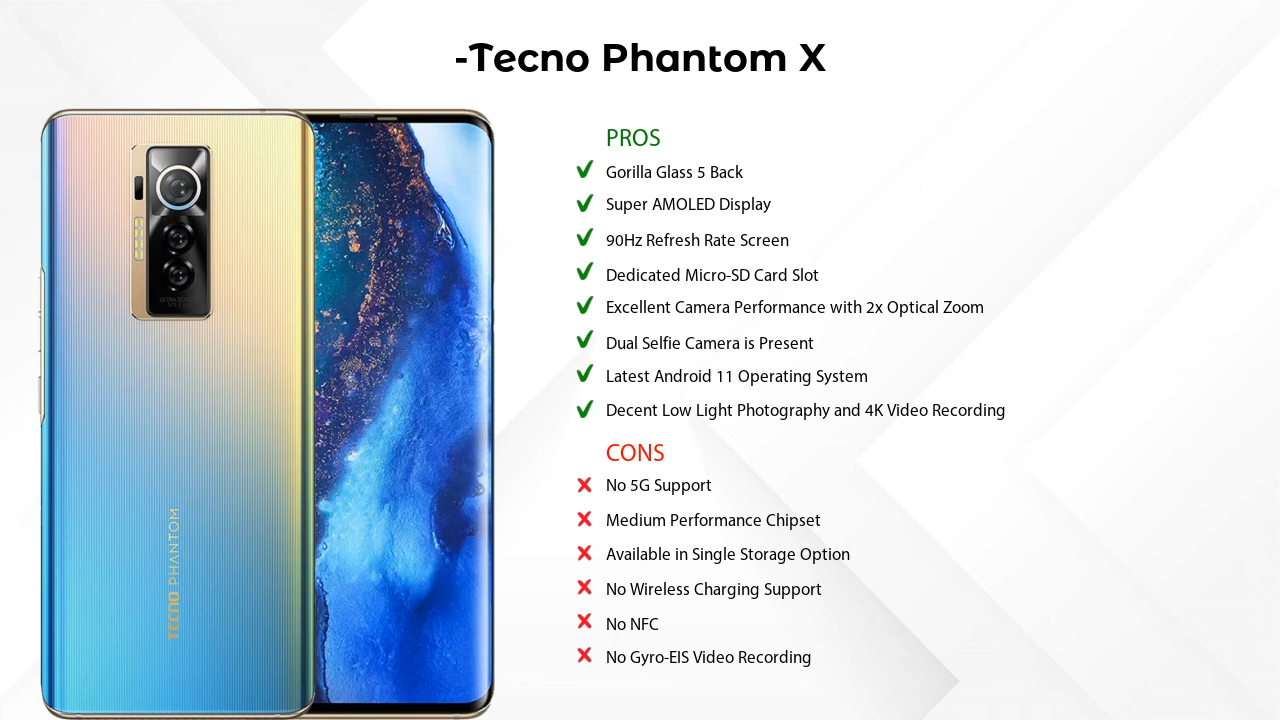 -Tecno Phantom X
PROS
Gorilla Glass 5 Back
Super AMOLED Display
90Hz Refresh Rate Screen
Dedicated Micro-SD Card Slot
Excellent Camera Performance with 2x Optical Zoom
Dual Selfie Camera is Present
Latest Android 11 Operating System
Decent Low Light Photography and 4K Video Recording
CONS
No 5G Support
Medium Performance Chipset
Available in Single Storage Option
No Wireless Charging Support
No NFC
No Gyro-EIS Video Recording
TECNO PHANTOM